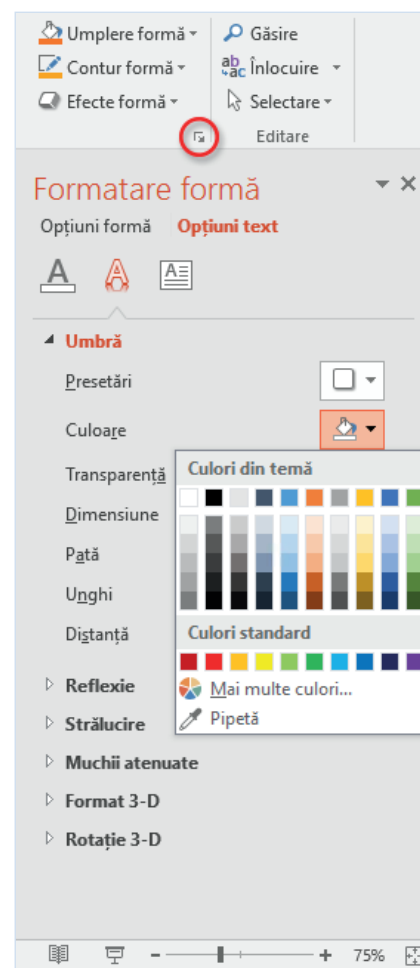 Umplere formă
Găsire
Contur formă
Înlocuire
Efecte formă
Selectare
Editare
Formatare formă
Opțiuni formă Opțiuni text
Umbră
Presetări
Culoare
Transparență
Culori din temă
Dimensiune
Pată
Unghi
Distanță
Culori standard
Reflexie
Mai multe culori...
Strălucire
Pipetă
Muchii atenuate
Format 3-D
Rotație 3-D
75%